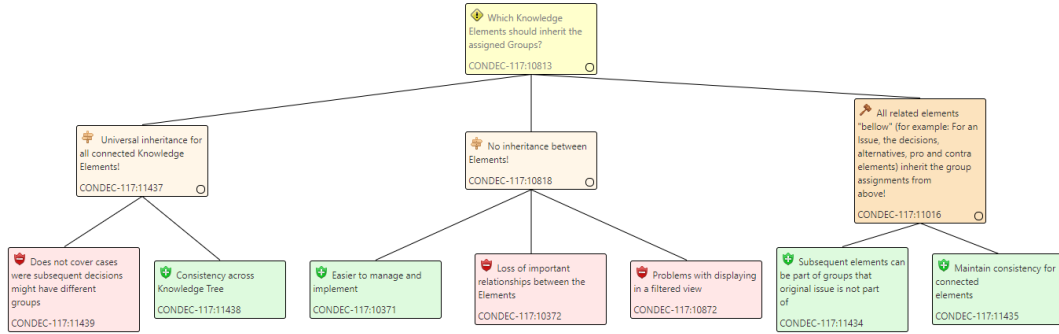 Which Knowledge
Elements should inherit the
assigned Groups?
CONDEC-117:10813
Universal inheritance for
all connected Knowledge
Elements!
CONDEC-117:11437
No inheritance between
Elements!
CONDEC-117:10818
All related elements
"bellow" (for example: For an
Issue, the decisions,
alternatives, pro and contra
elements) inherit the group
assignments from
above!
CONDEC-117:11016
Does not cover cases
were subsequent decisions
might have different
groups
CONDEC-117:11439
Consistency across
Knowledge Tree
CONDEC-117:11438
Easier to manage and
implement
CONDEC-117:10371
Loss of important
relationships between the
Elements
CONDEC-117:10372
Problems with displaying
in a filtered view
CONDEC-117:10872
Subsequent elements can
be part of groups that
original issue is not part
of
CONDEC-117:11434
Maintain consistency for
connected
elements
CONDEC-117:11435